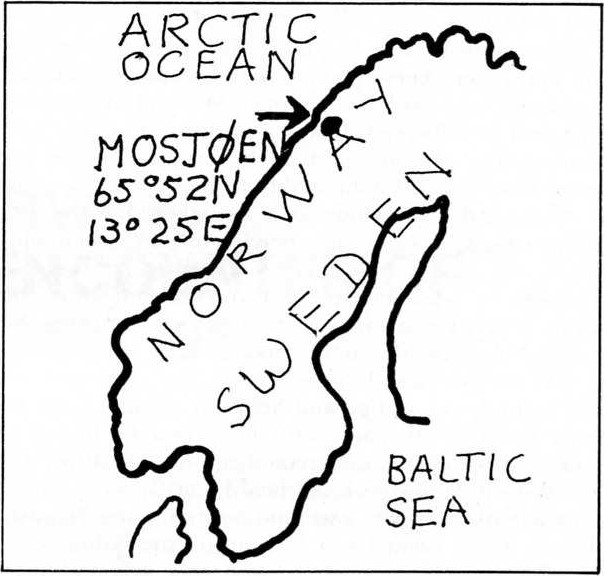 ARCTIC
OCEAN
MOSJØEN
65°52N
13°25E
NORWAY
SWEDEN
BALTIC
SEA